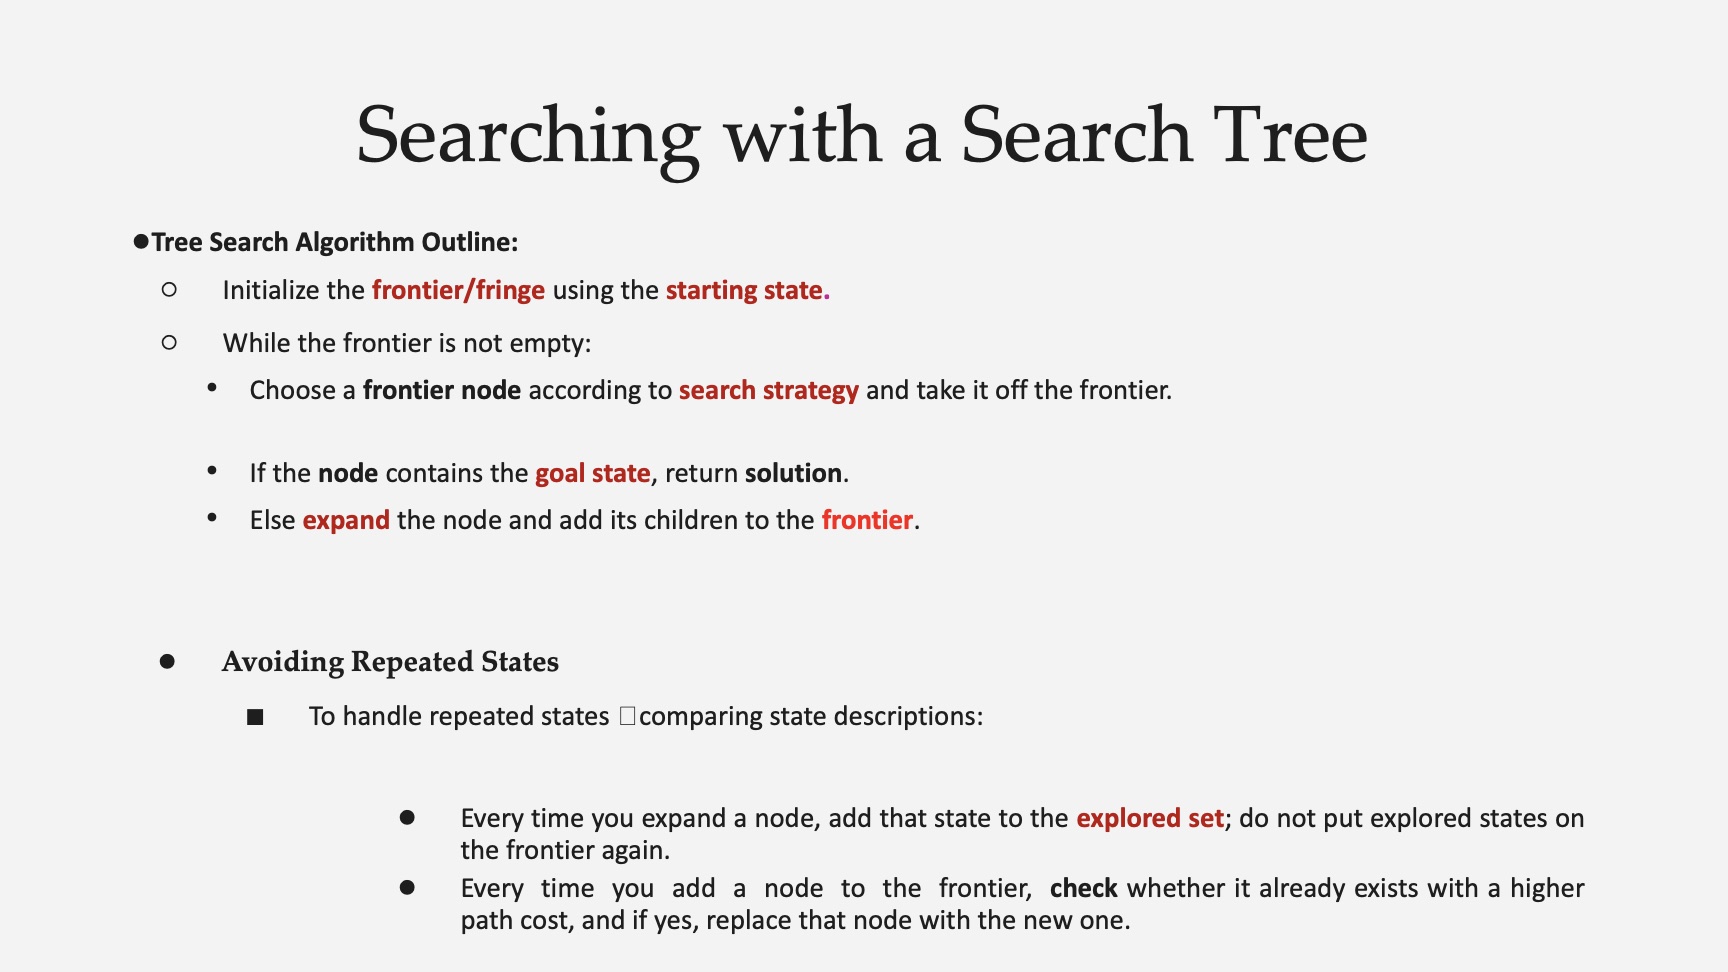 Searching with a Search Tree
●Tree Search Algorithm Outline:
○ Initialize the frontier/fringe using the starting state.
○ While the frontier is not empty:
• Choose a frontier node according to search strategy and take it off the frontier.
• If the node contains the goal state, return solution.
• Else expand the node and add its children to the frontier.
● Avoiding Repeated States
■ To handle repeated states □comparing state descriptions:
● Every time you expand a node, add that state to the explored set; do not put explored states on
the frontier again.
● Every time you add a node to the frontier, check whether it already exists with a higher
path cost, and if yes, replace that node with the new one.